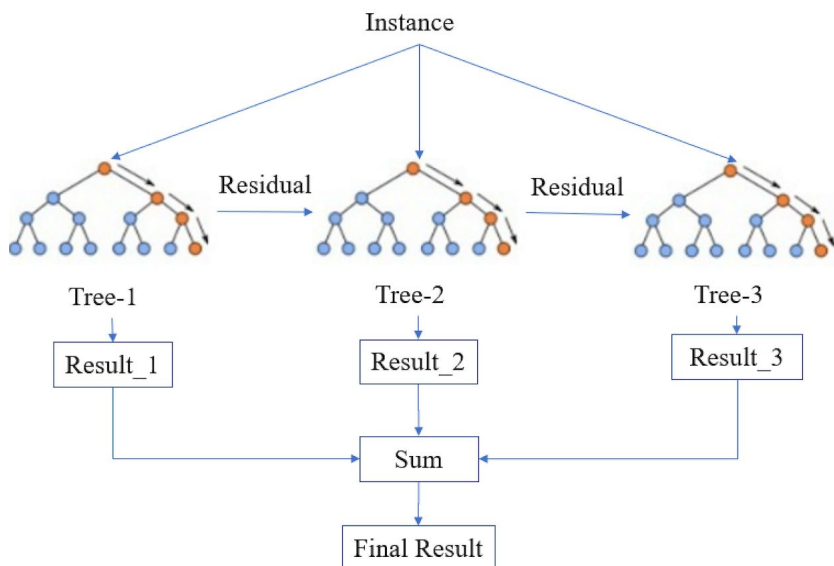 Instance
Residual
Residual
Tree-1
Tree-2
Tree-3
Result_1
Result_2
Result_3
Sum
Final Result